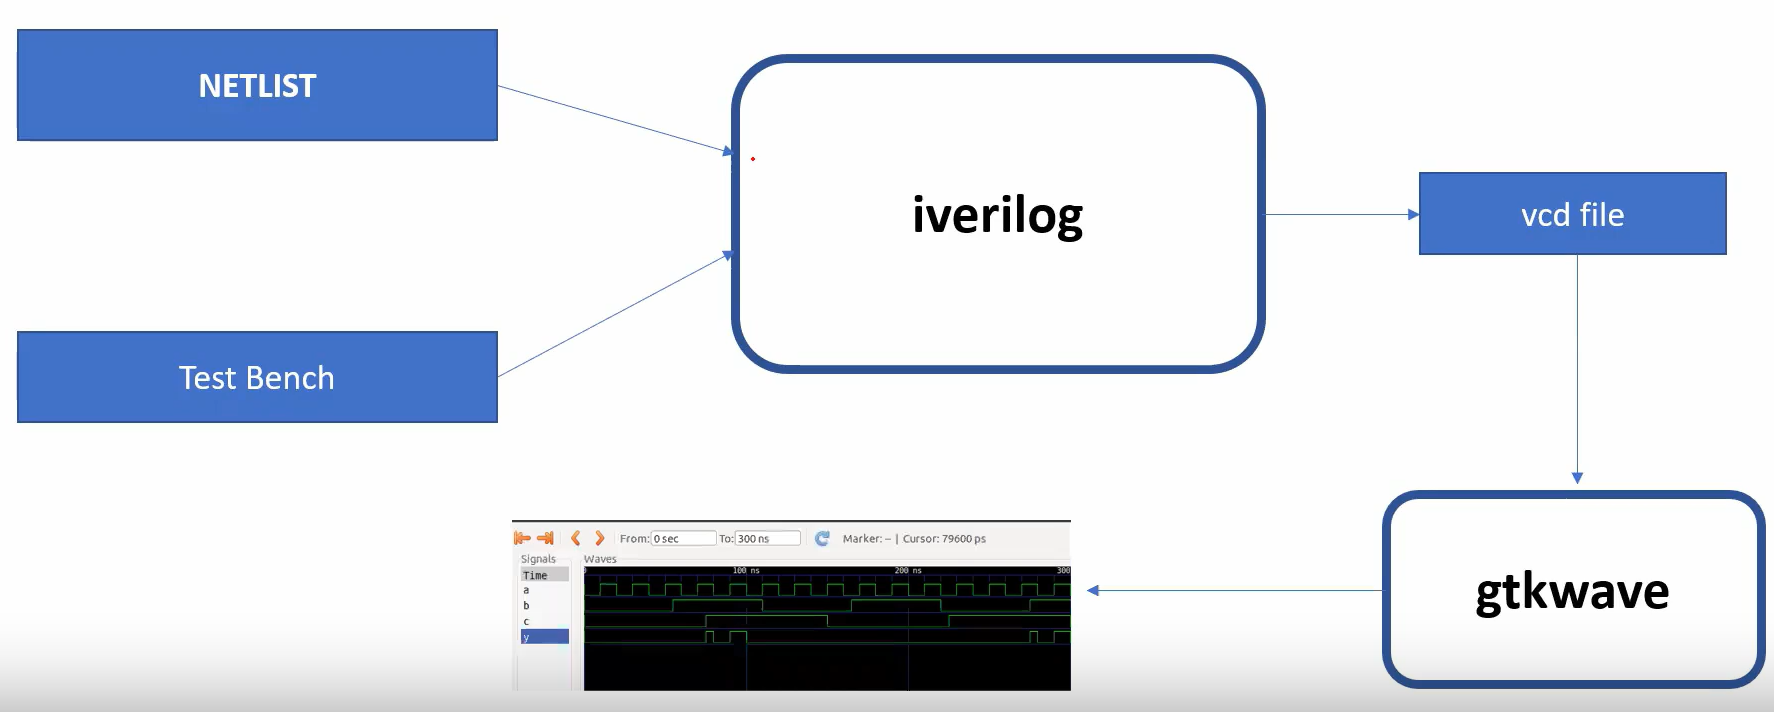 NETLIST
iverilog
vcd file
Test Bench
gtkwave
From: 0 sec To: 300 ns Marker: -- | Cursor: 79600 ps
Signals Waves
Time 100 ns 200 ns 300
a
b
c
y